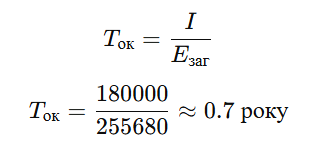 T_ок = I / E_заг
T_ок = 180000 / 255680 ≈ 0.7 року